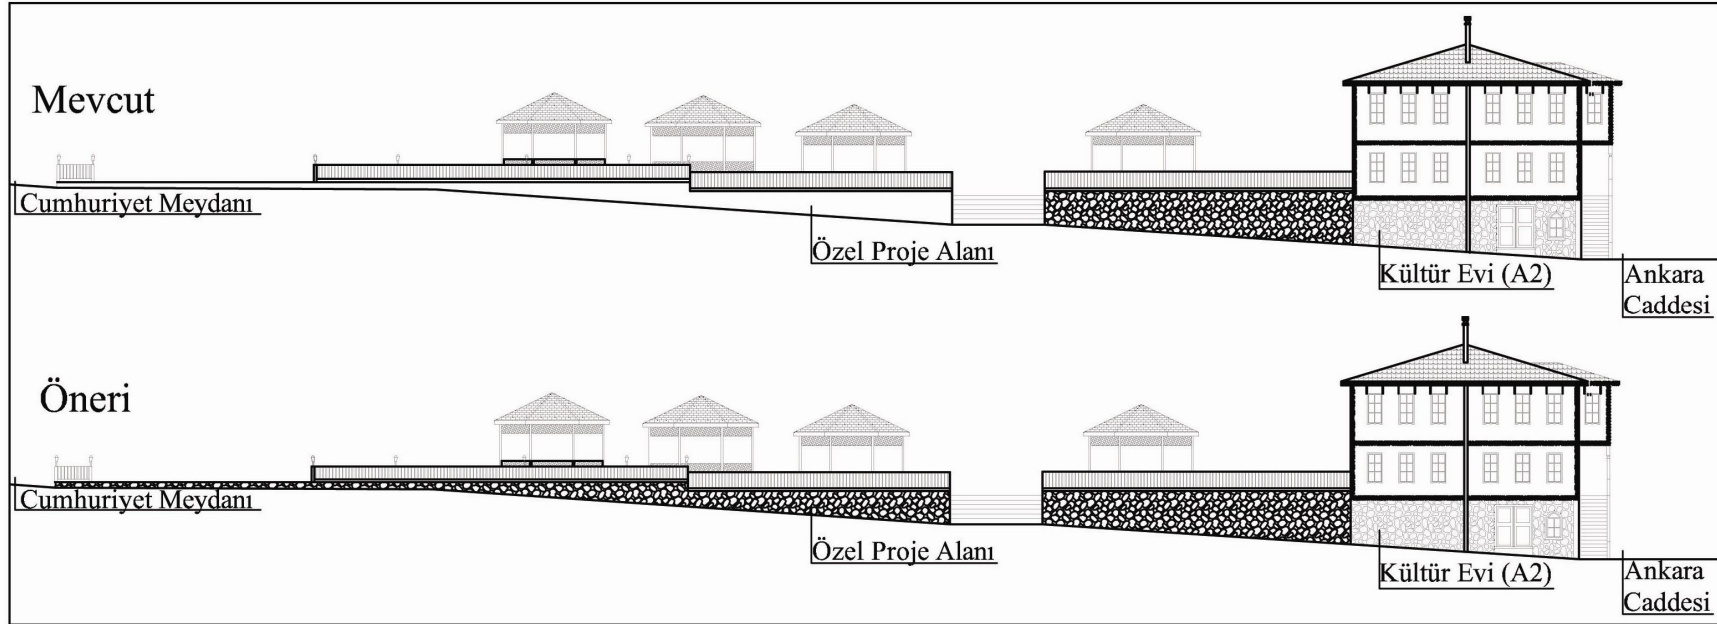 Mevcut
Cumhuriyet Meydanı
Özel Proje Alanı
Kültür Evi (A2)
Ankara
Caddesi
Öneri
Cumhuriyet Meydanı
Özel Proje Alanı
Kültür Evi (A2)
Ankara
Caddesi